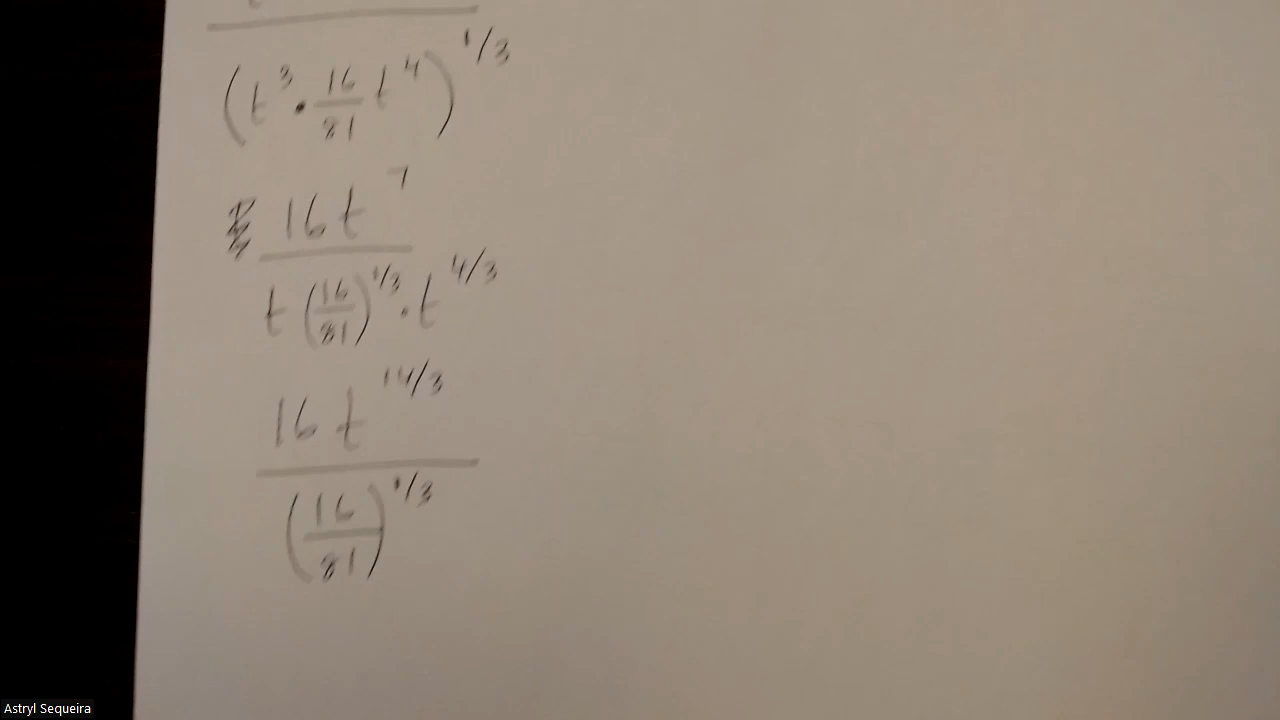 (t³ · 16/81 t⁴)^1/3
16t⁷
t (16/81)^1/3 · t^4/3
16t^14/3
(16/81)^1/3
Astryl Sequeira